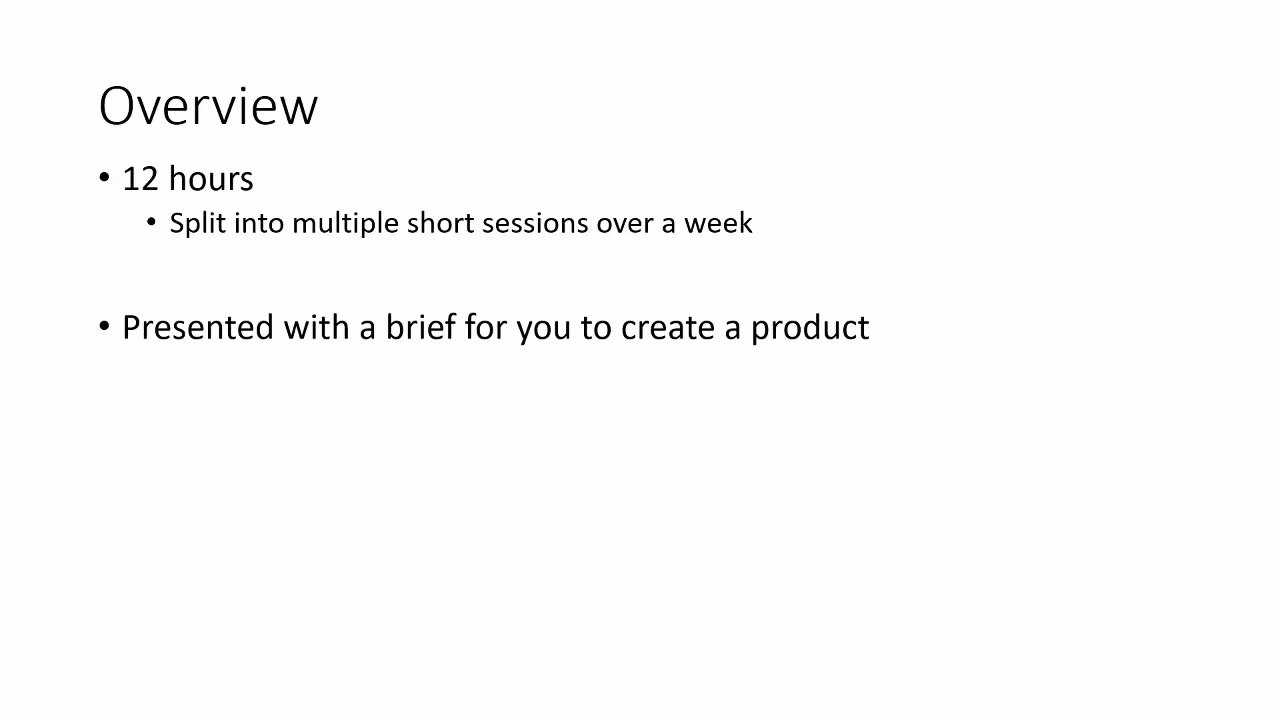 Overview
• 12 hours
• Split into multiple short sessions over a week
• Presented with a brief for you to create a product